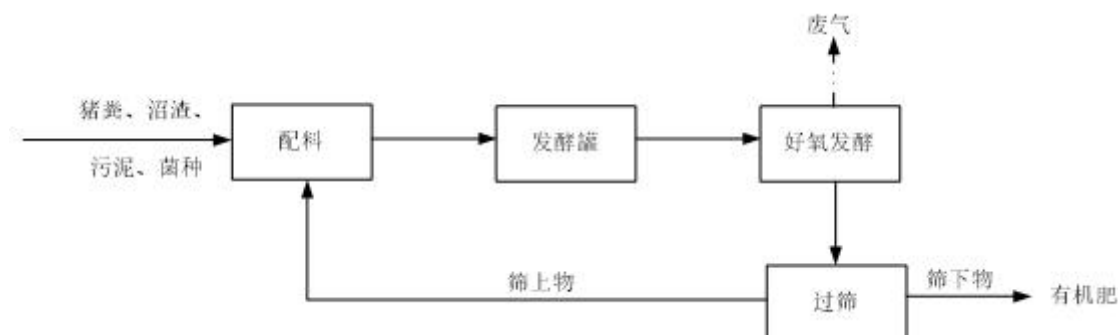 废气
猪粪、沼渣、
污泥、菌种
配料
发酵罐
好氧发酵
筛上物
过筛
筛下物
有机肥